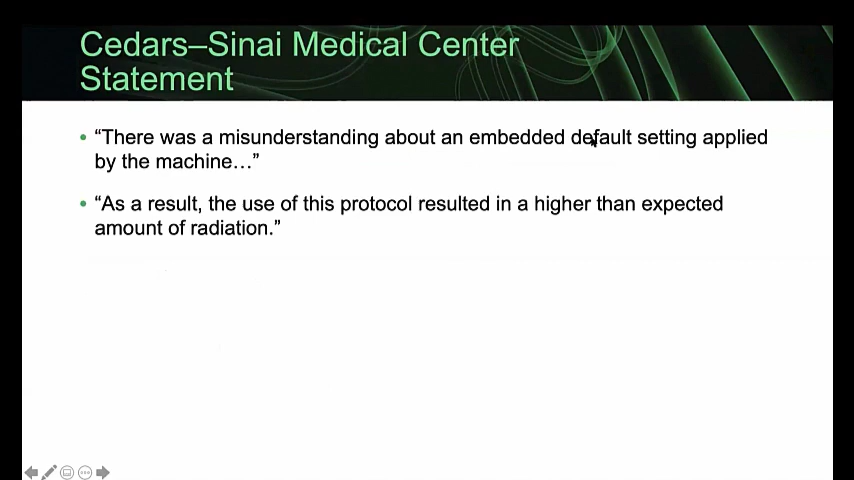 Cedars–Sinai Medical Center
Statement
• “There was a misunderstanding about an embedded default setting applied
by the machine…”
• “As a result, the use of this protocol resulted in a higher than expected
amount of radiation.”